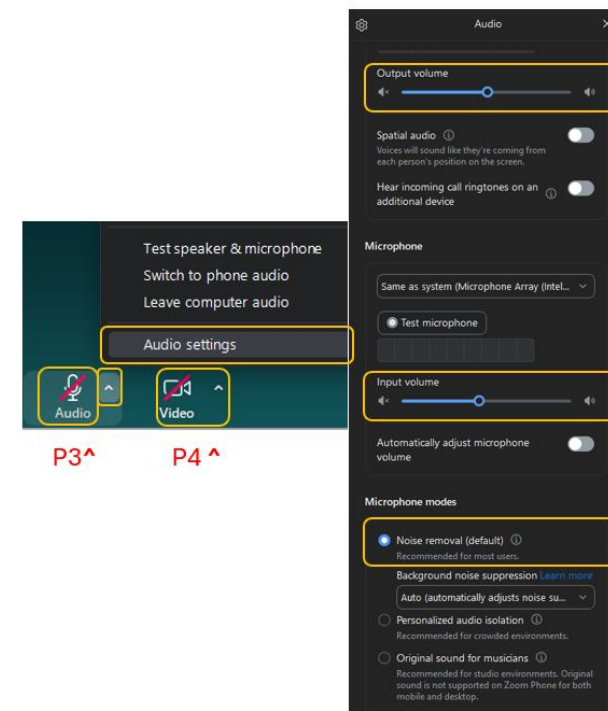 Audio
Output volume
Spatial audio
Voices will sound like they're coming from
each person's position on the screen.
Hear incoming call ringtones on an
additional device
Microphone
Same as system (Microphone Array (Intel...
Test microphone
Input volume
Automatically adjust microphone
volume
Microphone modes
Noise removal (default)
Recommended for most users.
Background noise suppression Learn more
Auto (automatically adjusts noise su...
Personalized audio isolation
Recommended for crowded environments.
Original sound for musicians
Recommended for studio environments. Original
sound is not supported on Zoom Phone for both
mobile and desktop.
Test speaker & microphone
Switch to phone audio
Leave computer audio
Audio settings
Audio
Video
P3^
P4 ^